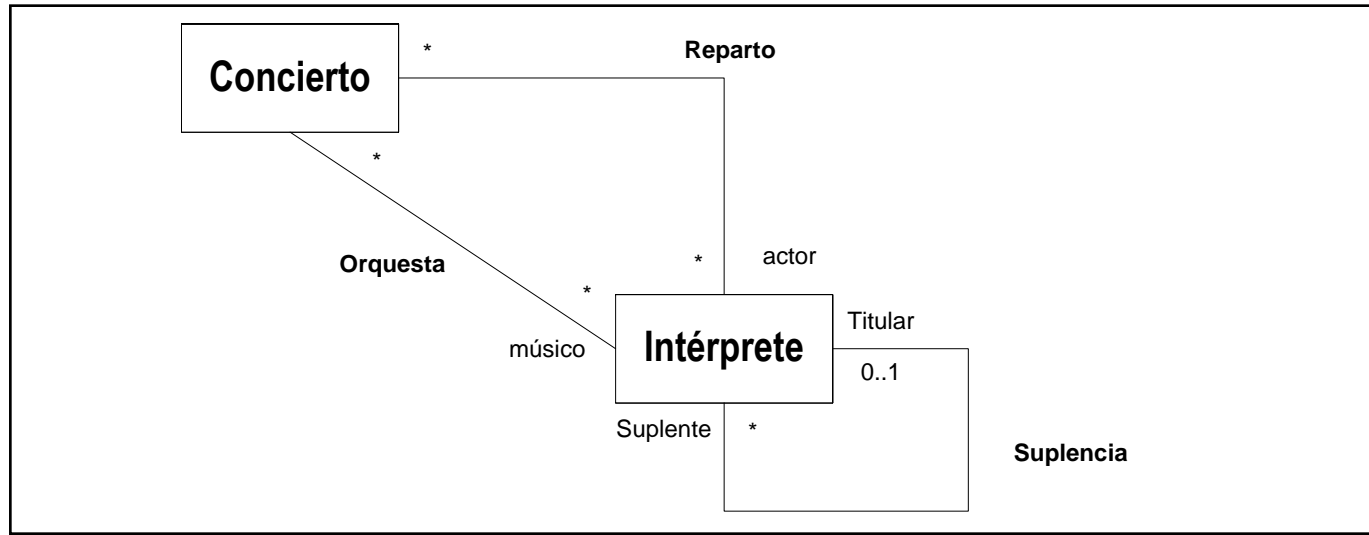 *
Reparto
Concierto
*
Orquesta
*
actor
*
Titular
músico
Intérprete
0..1
Suplente
*
Suplencia